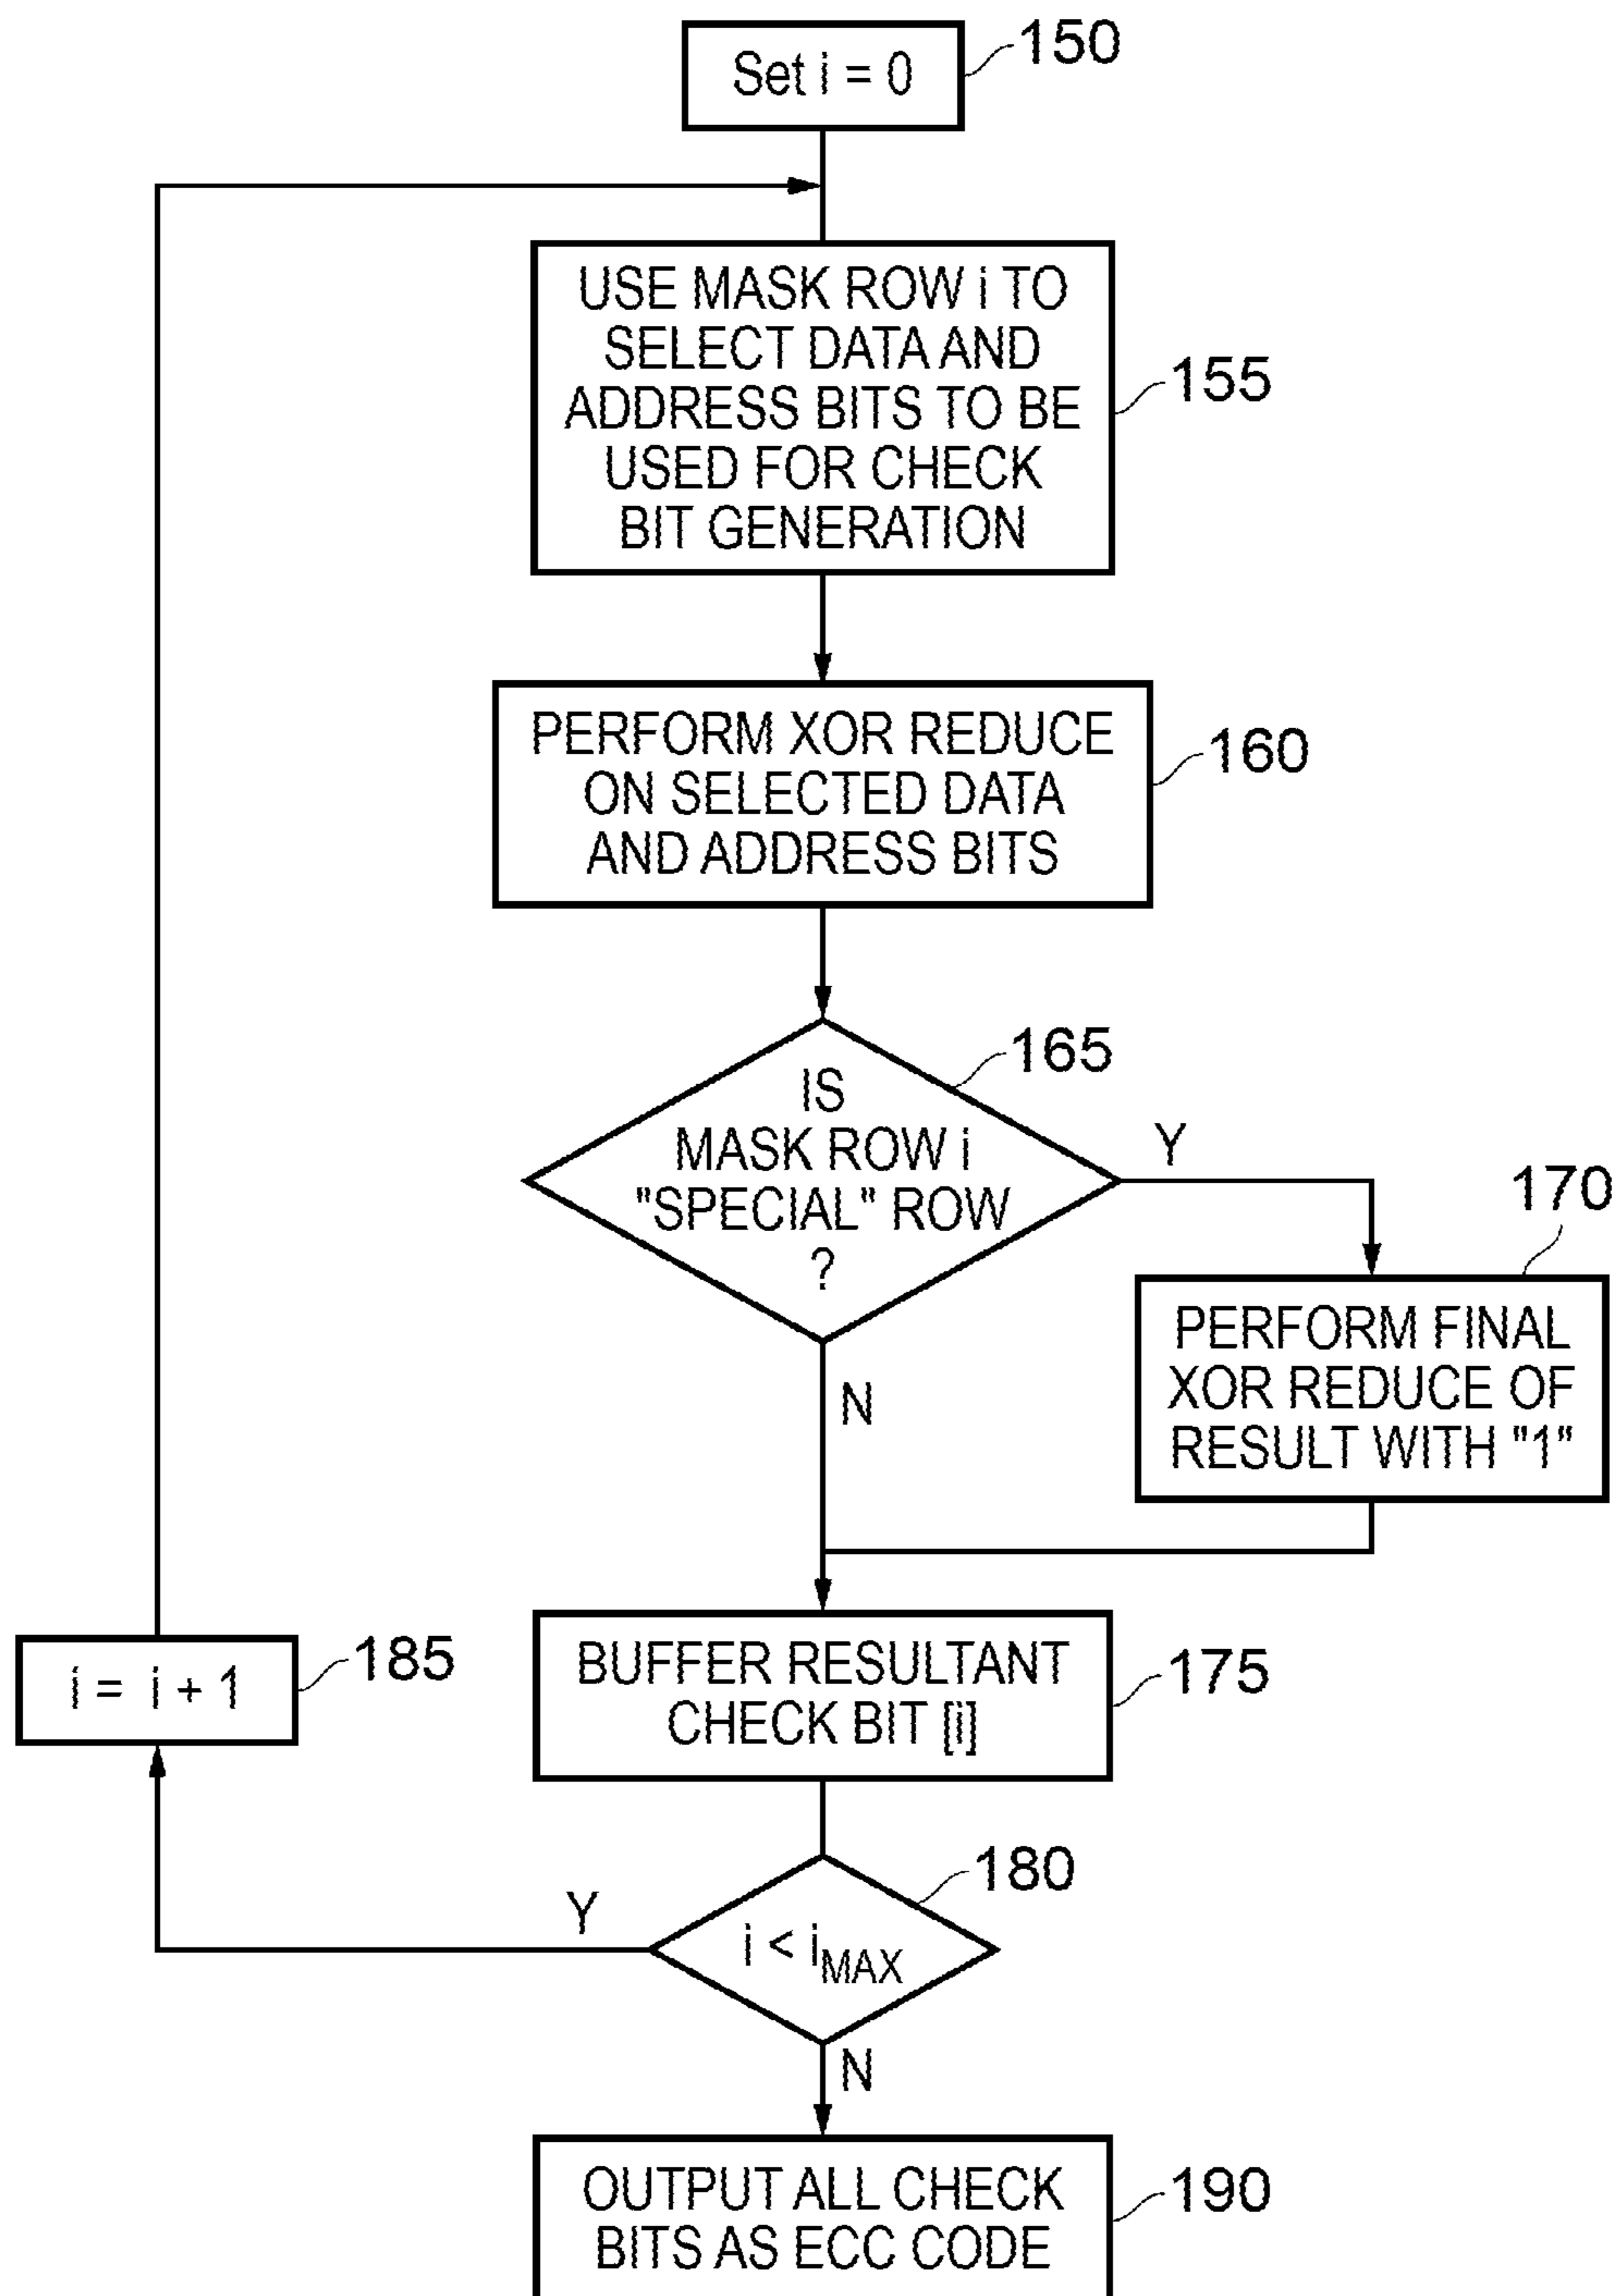 150
Set i = 0
USE MASK ROW i TO
SELECT DATA AND
ADDRESS BITS TO BE
USED FOR CHECK
BIT GENERATION
155
PERFORM XOR REDUCE
ON SELECTED DATA
AND ADDRESS BITS
160
165
IS
MASK ROW i
"SPECIAL" ROW
?
Y
170
PERFORM FINAL
XOR REDUCE OF
RESULT WITH "1"
N
BUFFER RESULTANT
CHECK BIT [i]
175
i = i + 1
185
180
Y
i < iMAX
N
OUTPUT ALL CHECK
BITS AS ECC CODE
190